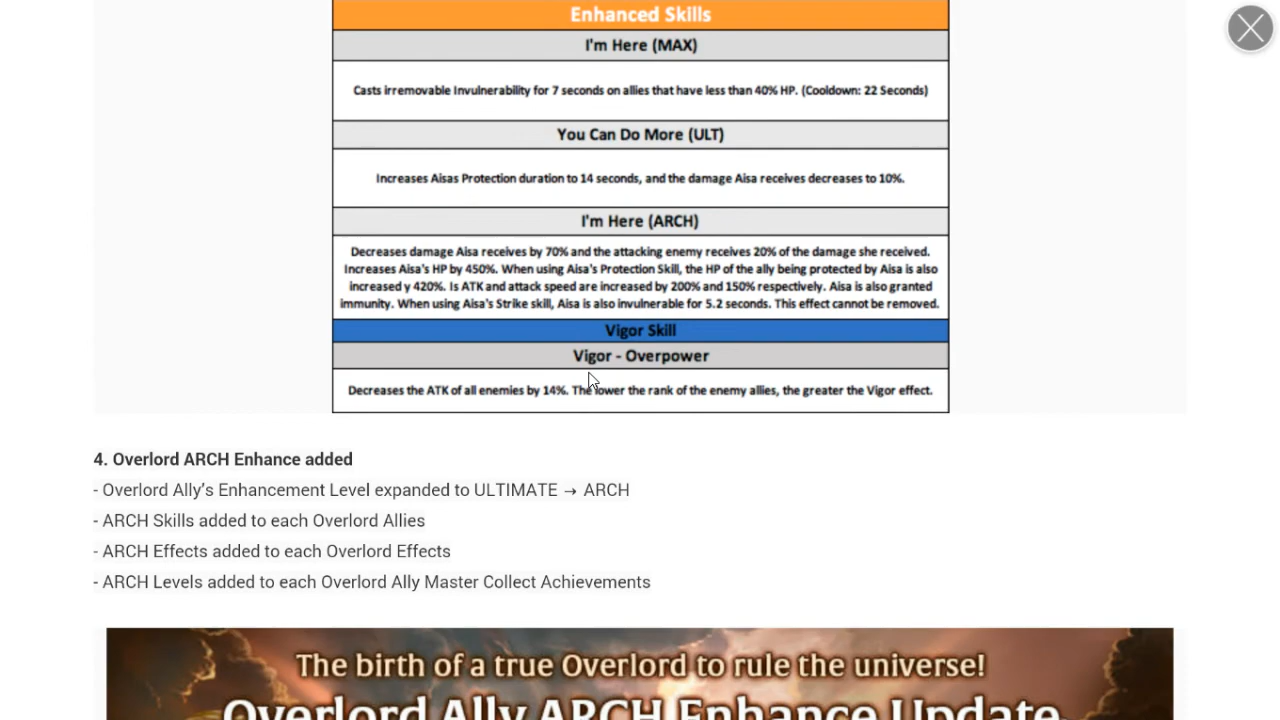 Enhanced Skills
I'm Here (MAX)
Casts irremovable Invulnerability for 7 seconds on allies that have less than 40% HP. (Cooldown: 22 Seconds)
You Can Do More (ULT)
Increases Aisas Protection duration to 14 seconds, and the damage Aisa receives decreases to 10%.
I'm Here (ARCH)
Decreases damage Aisa receives by 70% and the attacking enemy receives 20% of the damage she received.
Increases Aisa's HP by 450%. When using Aisa's Protection Skill, the HP of the ally being protected by Aisa is also
increased y 420%. Is ATK and attack speed are increased by 200% and 150% respectively. Aisa is also granted
immunity. When using Aisa's Strike skill, Aisa is also invulnerable for 5.2 seconds. This effect cannot be removed.
Vigor Skill
Vigor - Overpower
Decreases the ATK of all enemies by 14%. The lower the rank of the enemy allies, the greater the Vigor effect.
4. Overlord ARCH Enhance added
- Overlord Ally’s Enhancement Level expanded to ULTIMATE → ARCH
- ARCH Skills added to each Overlord Allies
- ARCH Effects added to each Overlord Effects
- ARCH Levels added to each Overlord Ally Master Collect Achievements
The birth of a true Overlord to rule the universe!
Overlord Ally ARCH Enhance Update